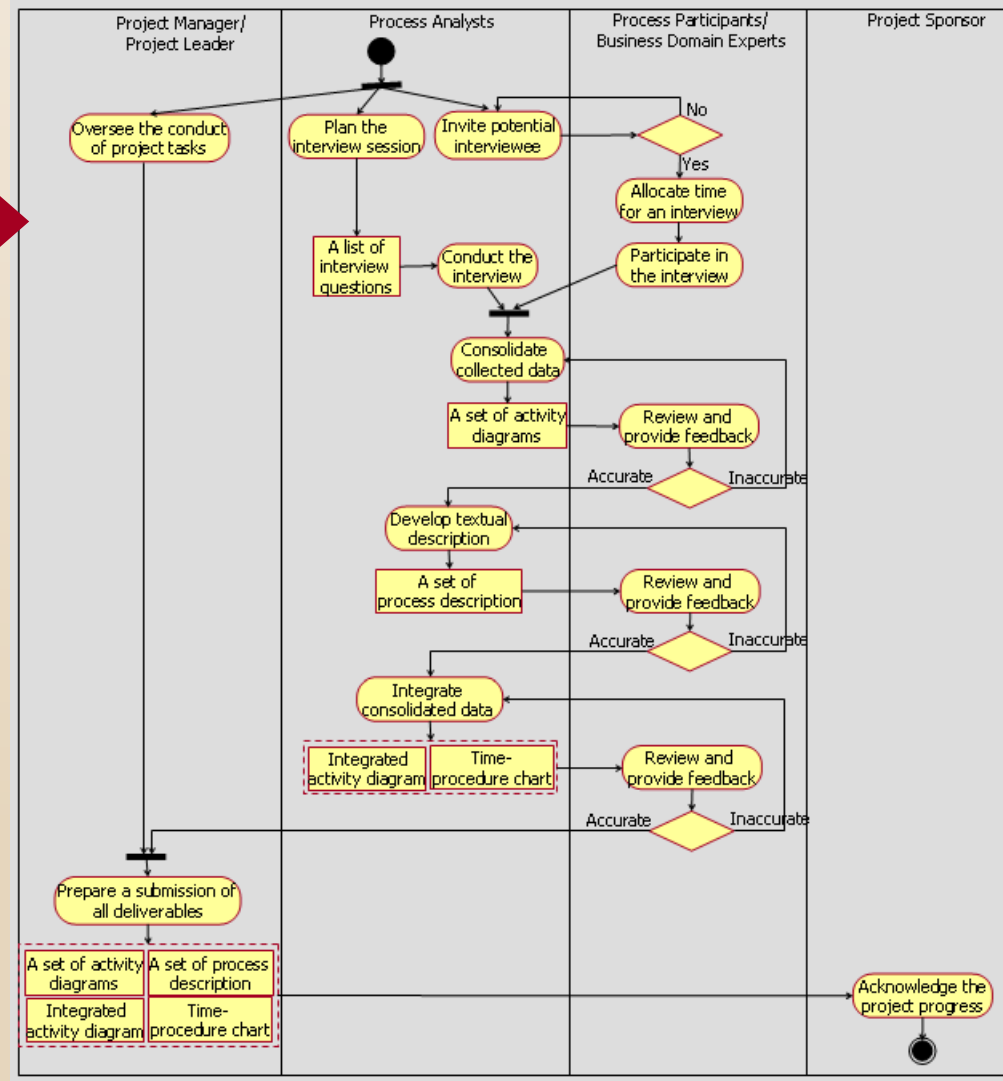 Project Manager/
Project Leader
Process Analysts
Process Participants/
Business Domain Experts
Project Sponsor
Oversee the conduct
of project tasks
Plan the
interview session
Invite potential
interviewee
No
Yes
Allocate time
for an interview
A list of
interview
questions
Conduct the
interview
Participate in
the interview
Consolidate
collected data
A set of activity
diagrams
Review and
provide feedback
Accurate
Inaccurate
Develop textual
description
A set of
process description
Review and
provide feedback
Accurate
Inaccurate
Integrate
consolidated data
Integrated
activity diagram
Time-
procedure chart
Review and
provide feedback
Accurate
Inaccurate
Prepare a submission of
all deliverables
A set of activity
diagrams
A set of process
description
Integrated
activity diagram
Time-
procedure chart
Acknowledge the
project progress